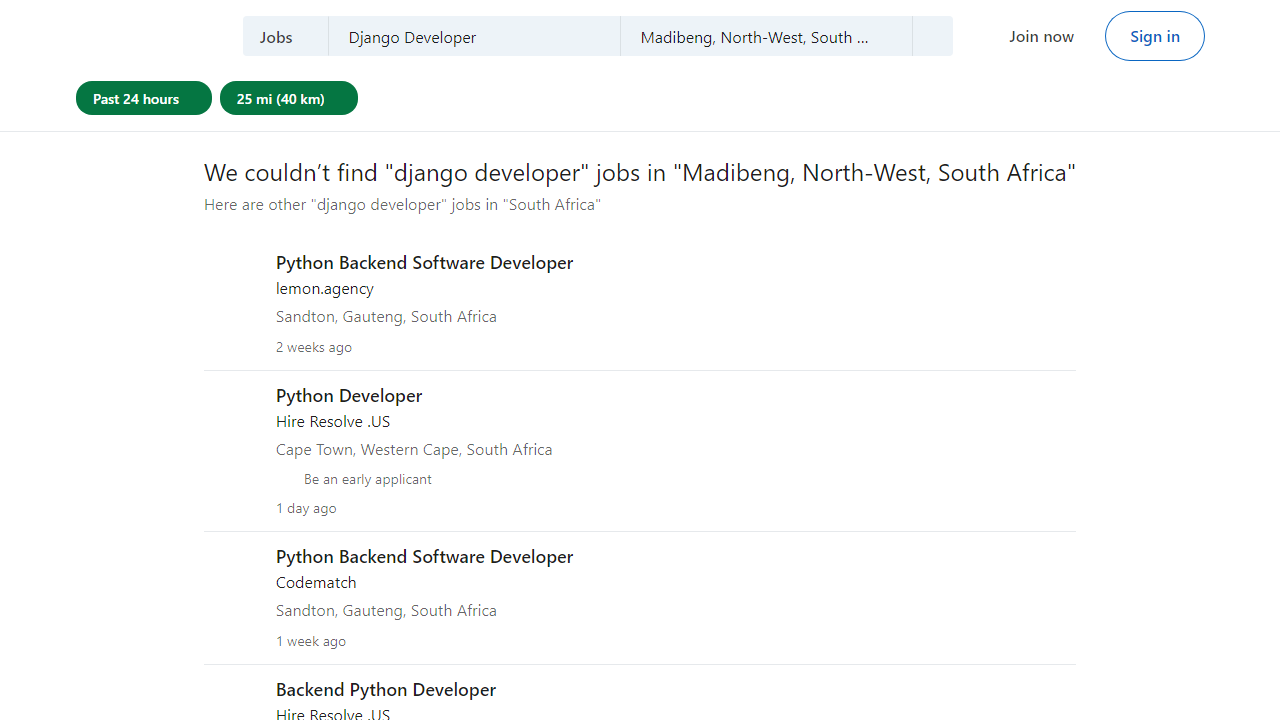 Jobs
Django Developer
Madibeng, North-West, South ...
Join now
Sign in
Past 24 hours
25 mi (40 km)
We couldn’t find "django developer" jobs in "Madibeng, North-West, South Africa"
Here are other "django developer" jobs in "South Africa"
Python Backend Software Developer
lemon.agency
Sandton, Gauteng, South Africa
2 weeks ago
Python Developer
Hire Resolve .US
Cape Town, Western Cape, South Africa
Be an early applicant
1 day ago
Python Backend Software Developer
Codematch
Sandton, Gauteng, South Africa
1 week ago
Backend Python Developer
Hire Resolve .US